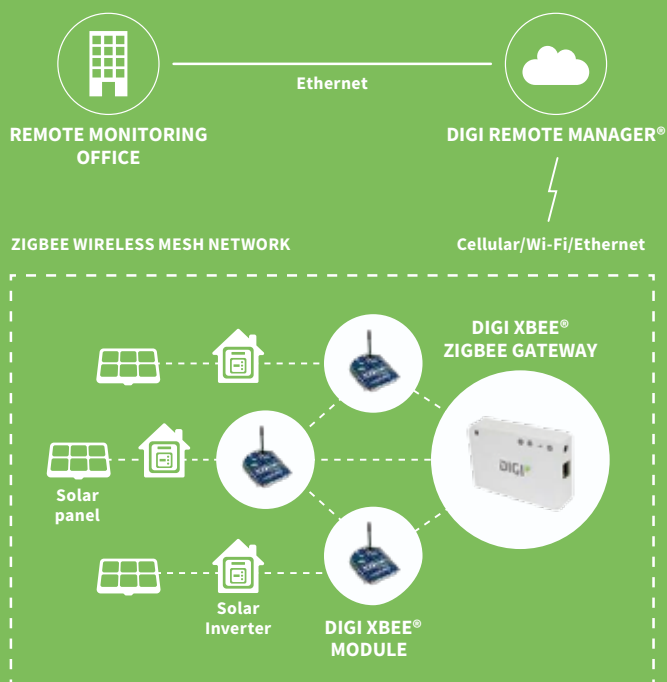 Ethernet
REMOTE MONITORING
OFFICE
DIGI REMOTE MANAGER®
ZIGBEE WIRELESS MESH NETWORK
Cellular/Wi-Fi/Ethernet
DIGI XBEE®
ZIGBEE GATEWAY
DIGI
Solar
panel
Solar
Inverter
DIGI XBEE®
MODULE